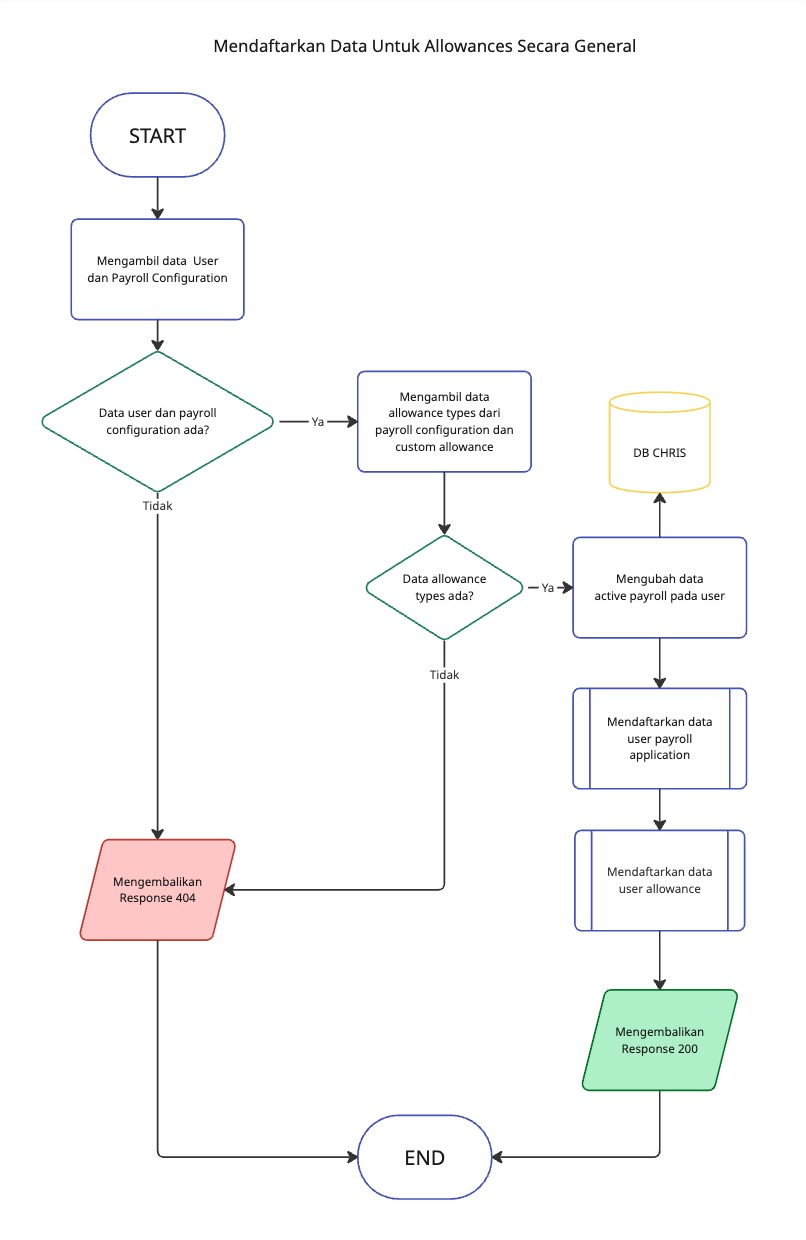 Mendaftarkan Data Untuk Allowances Secara General
START
Mengambil data  User
dan Payroll Configuration
Data user dan payroll
configuration ada?
Ya
Mengambil data
allowance types dari
payroll configuration dan
custom allowance
DB CHRIS
Tidak
Data allowance
types ada?
Ya
Mengubah data
active payroll pada user
Tidak
Mendaftarkan data
user payroll
application
Mengembalikan
Response 404
Mendaftarkan data
user allowance
Mengembalikan
Response 200
END